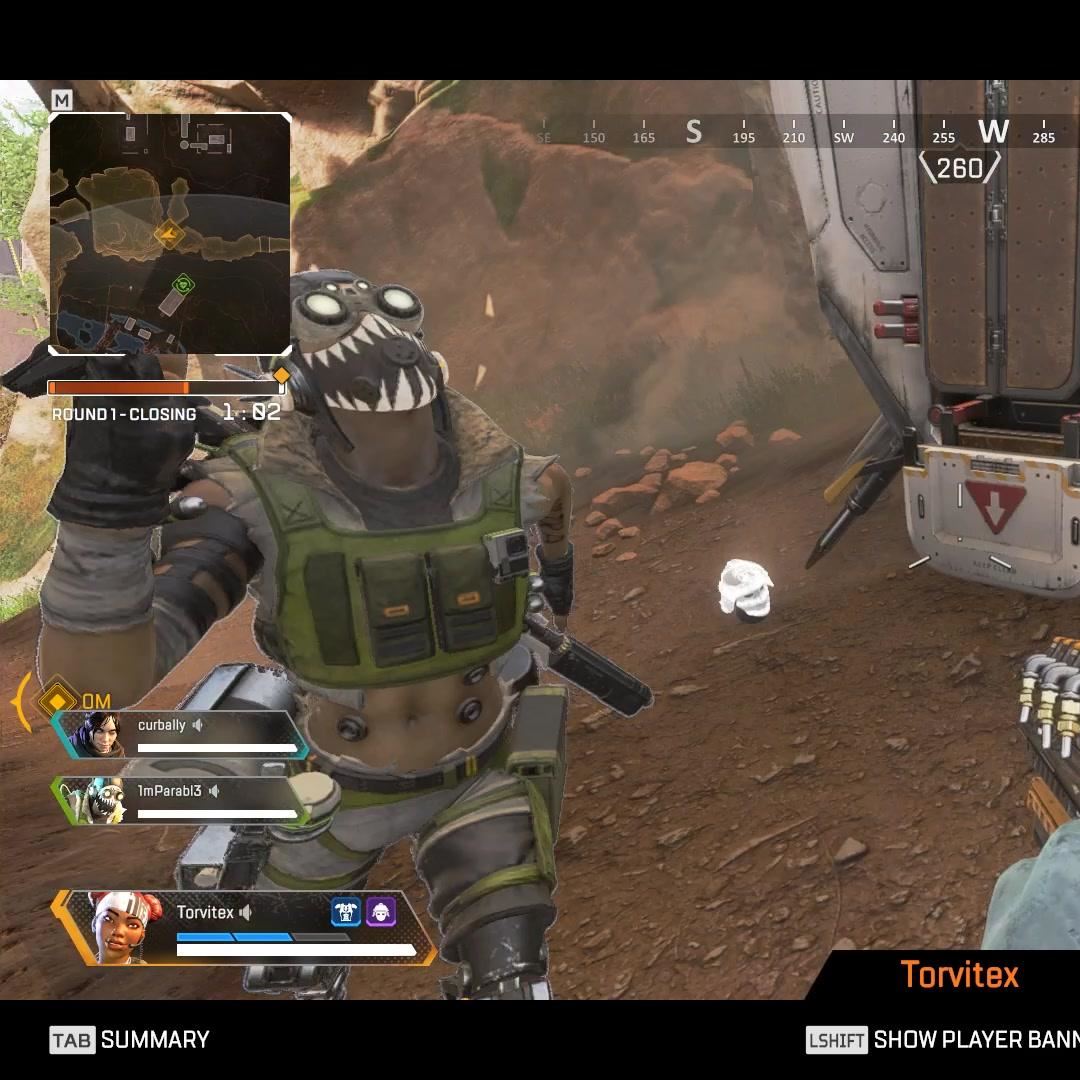 M
SE 150 165 S 195 210 SW 240 255 W 285
260
ROUND 1 - CLOSING 1 : 02
0M
curbally
1mParabl3
Torvitex
Torvitex
TAB SUMMARY
LSHIFT SHOW PLAYER BANN